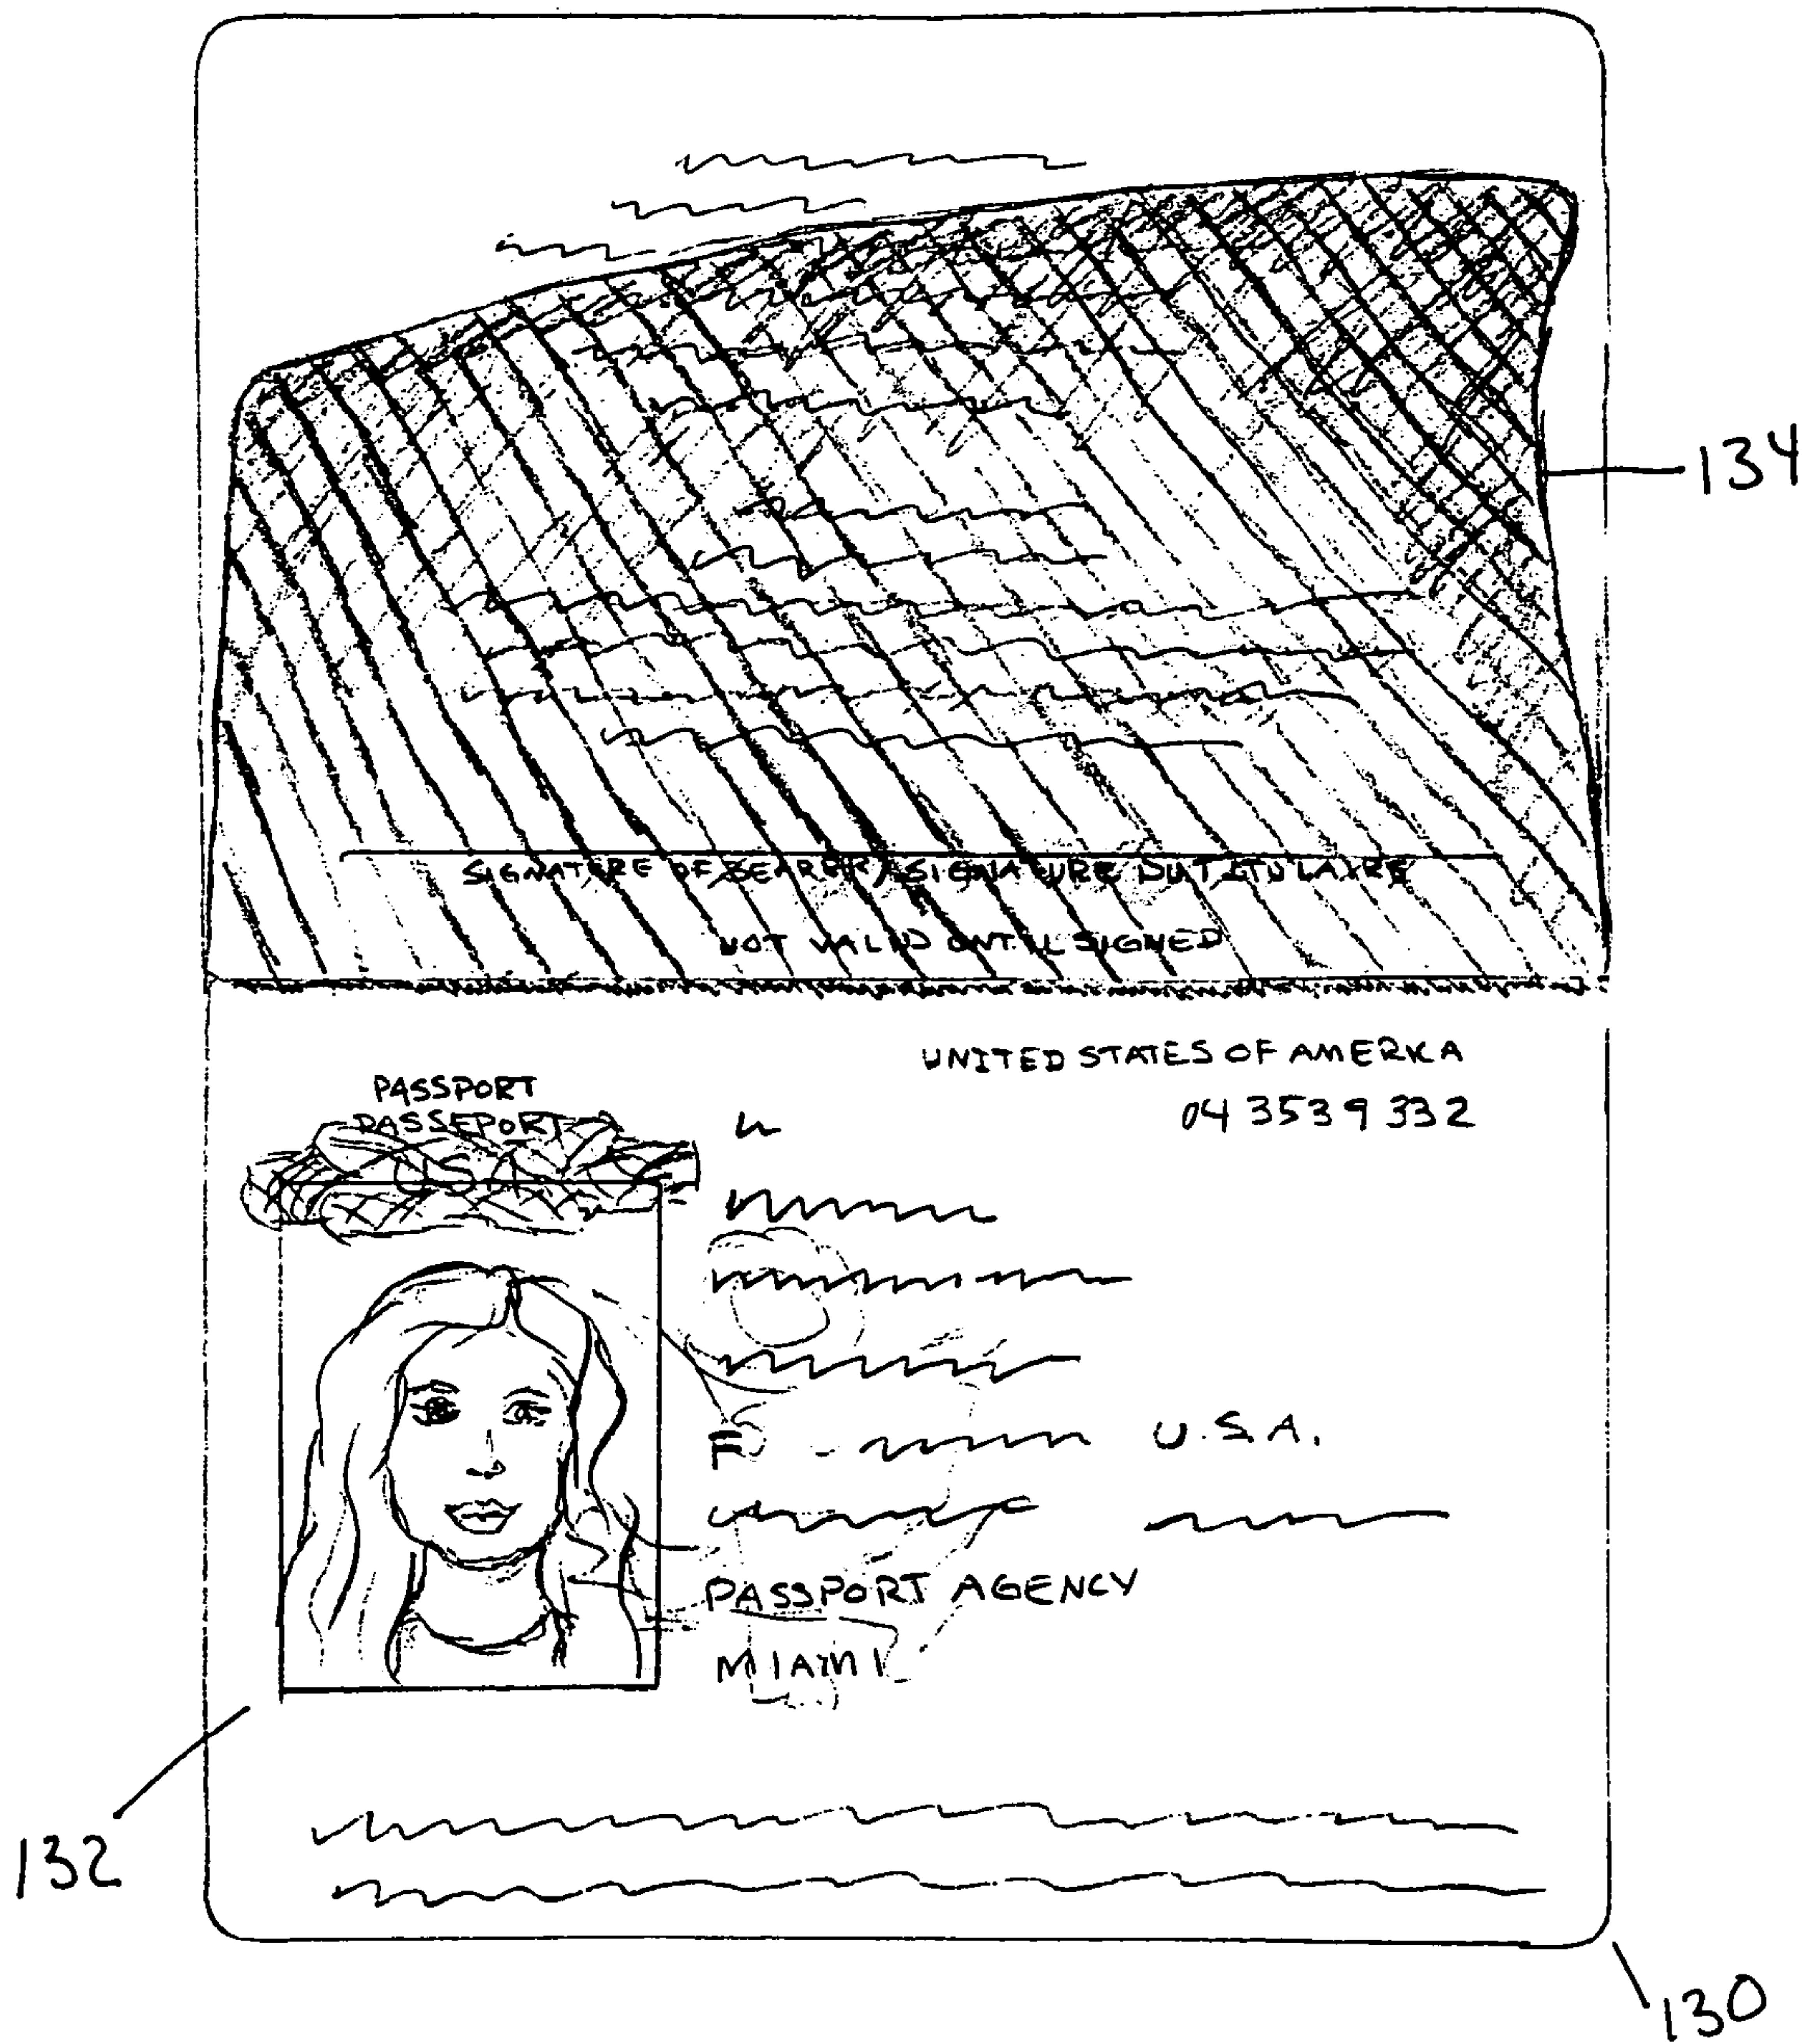 134
SIGNATURE OF BEARER / SIGNATURE DU TITULAIRE
NOT VALID UNTIL SIGNED
UNITED STATES OF AMERICA
PASSPORT
04 3539 332
PASSEPORT
USA
F U.S.A.
PASSPORT AGENCY
MIAMI
132
130